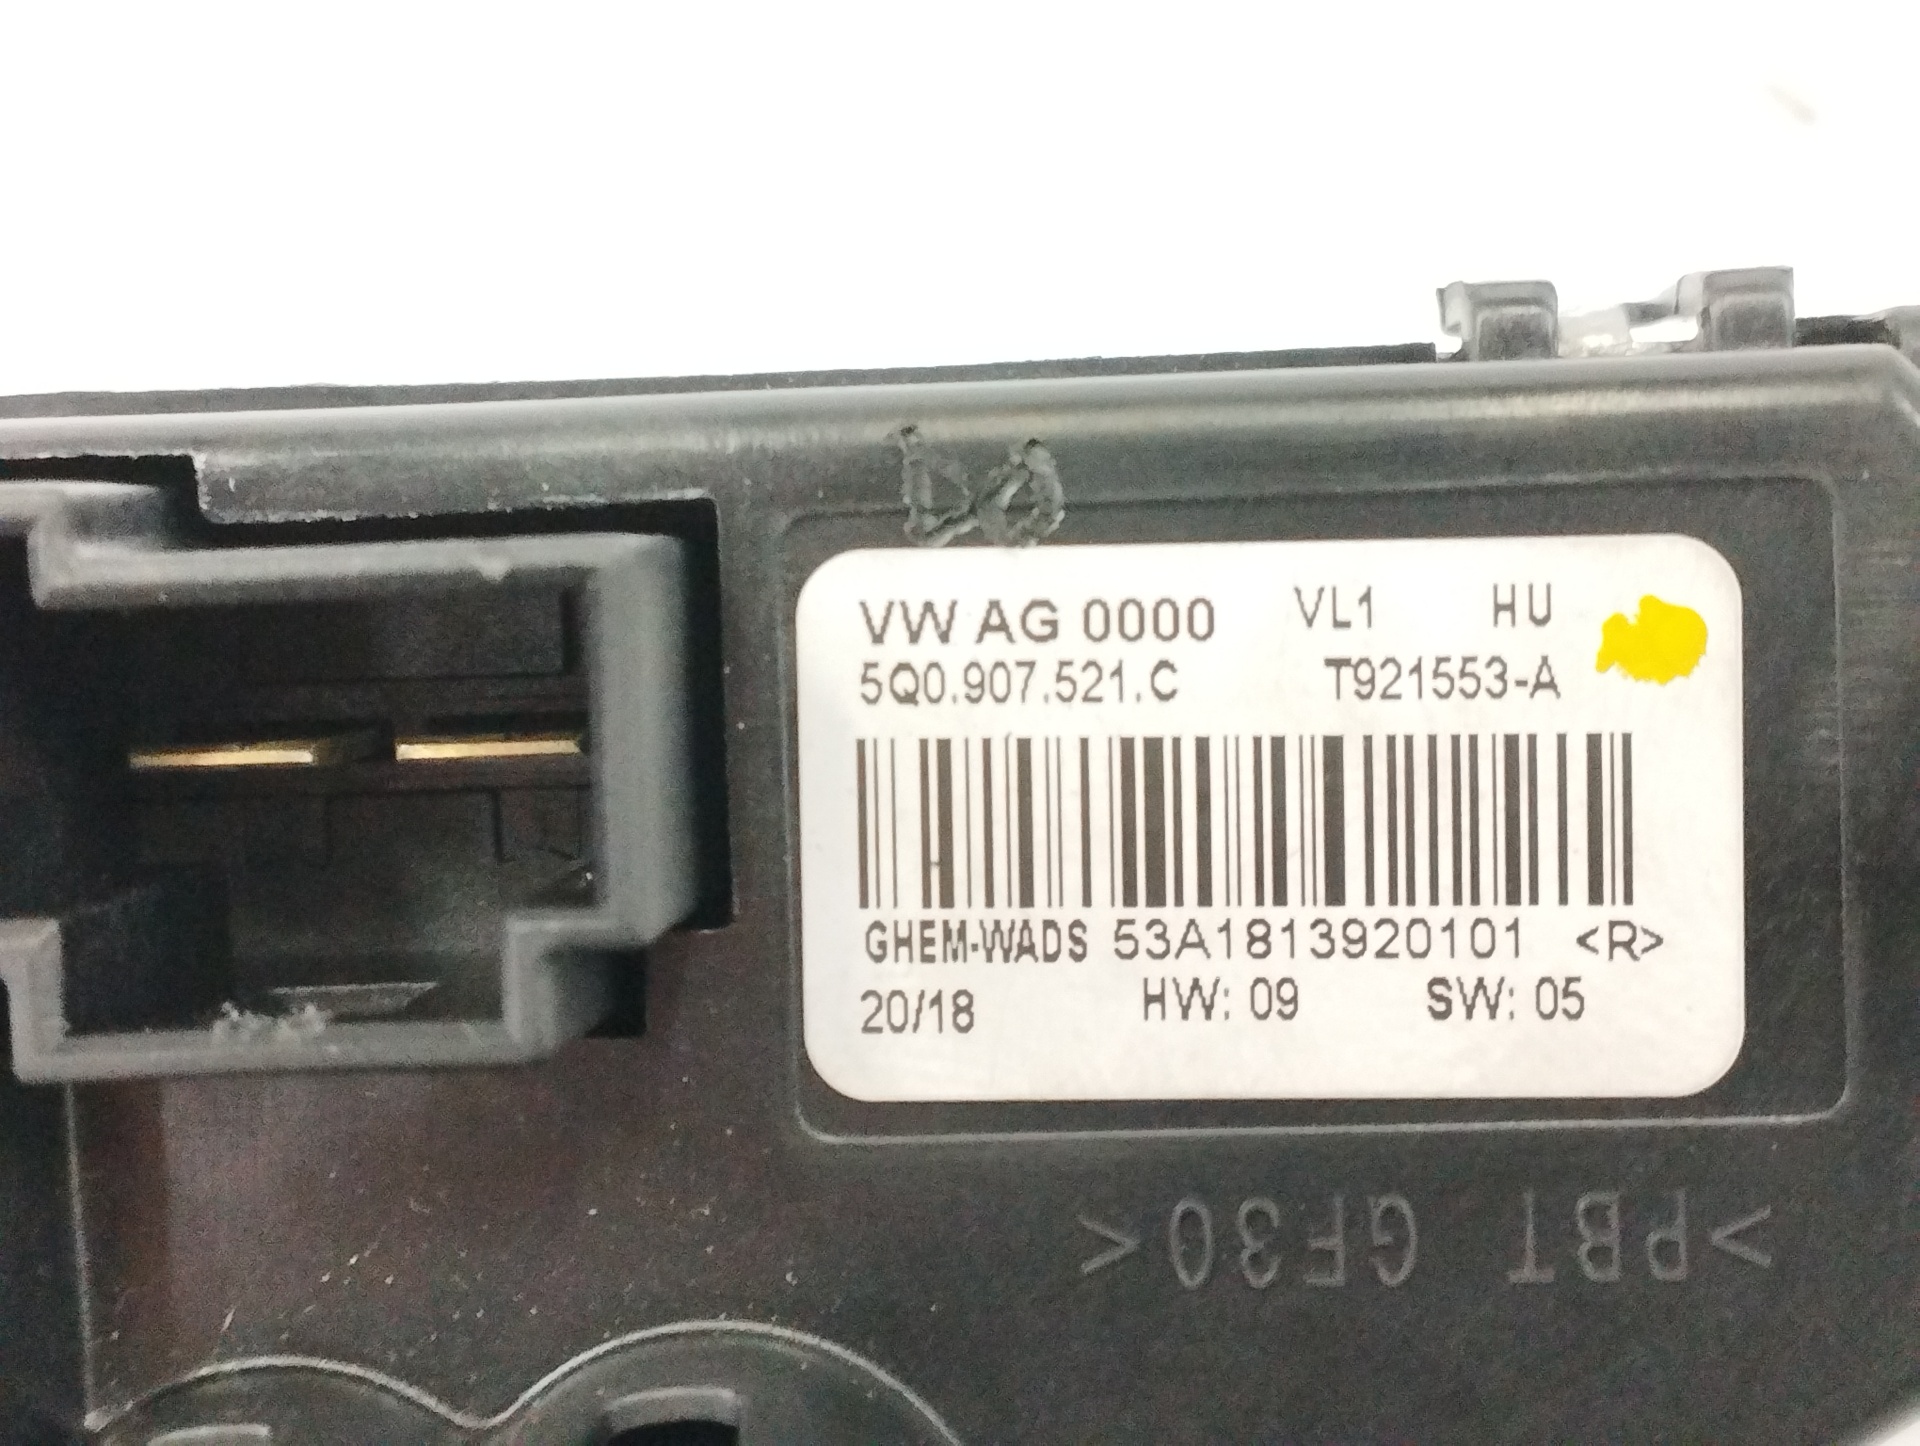 VW AG 0000 VL1 HU
5Q0.907.521.C T921553-A
GHEM-WADS 53A1813920101 <R>
20/18 HW: 09 SW: 05
>PBT GF30<